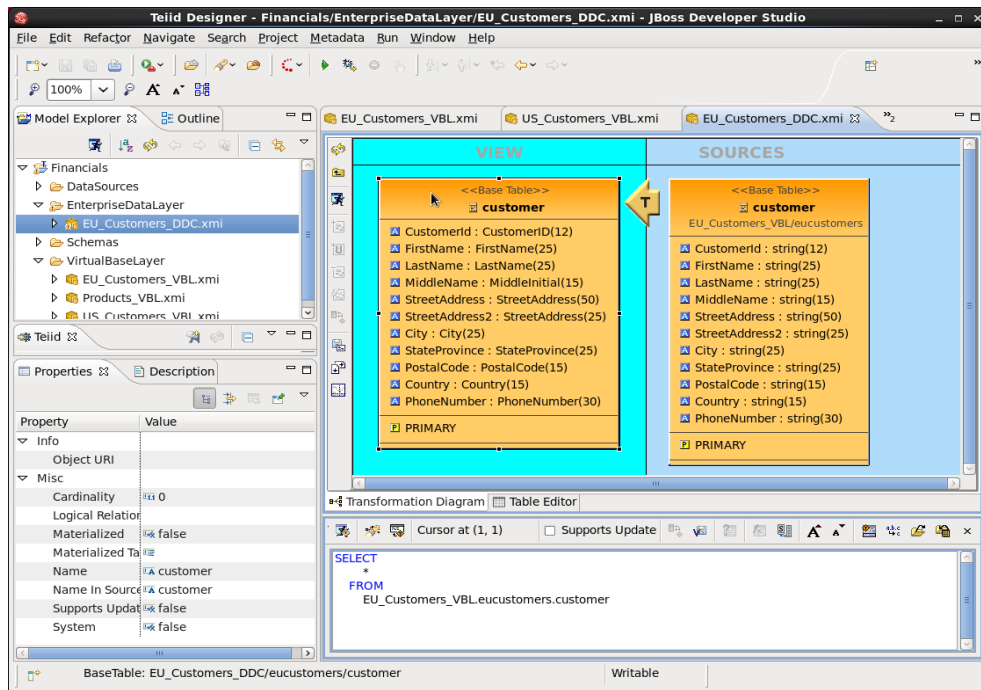 Teiid Designer - Financials/EnterpriseDataLayer/EU_Customers_DDC.xmi - JBoss Developer Studio
File Edit Refactor Navigate Search Project Metadata Run Window Help
100%
Model Explorer
Outline
Financials
DataSources
EnterpriseDataLayer
EU_Customers_DDC.xmi
Schemas
VirtualBaseLayer
EU_Customers_VBL.xmi
Products_VBL.xmi
US_Customers_VBL.xmi
Teiid
Properties
Description
Property Value
Info
Object URI
Misc
Cardinality 0
Logical Relation
Materialized false
Materialized Ta
Name customer
Name In Source customer
Supports Updat false
System false
EU_Customers_VBL.xmi
US_Customers_VBL.xmi
EU_Customers_DDC.xmi
»2
VIEW
<<Base Table>>
customer
CustomerId : CustomerID(12)
FirstName : FirstName(25)
LastName : LastName(25)
MiddleName : MiddleInitial(15)
StreetAddress : StreetAddress(50)
StreetAddress2 : StreetAddress(25)
City : City(25)
StateProvince : StateProvince(25)
PostalCode : PostalCode(15)
Country : Country(15)
PhoneNumber : PhoneNumber(30)
PRIMARY
T
SOURCES
<<Base Table>>
customer
EU_Customers_VBL/eucustomers
CustomerId : string(12)
FirstName : string(25)
LastName : string(25)
MiddleName : string(15)
StreetAddress : string(50)
StreetAddress2 : string(25)
City : string(25)
StateProvince : string(25)
PostalCode : string(15)
Country : string(15)
PhoneNumber : string(30)
PRIMARY
Transformation Diagram
Table Editor
Cursor at (1, 1)
Supports Update
SELECT
*
FROM
EU_Customers_VBL.eucustomers.customer
BaseTable: EU_Customers_DDC/eucustomers/customer
Writable